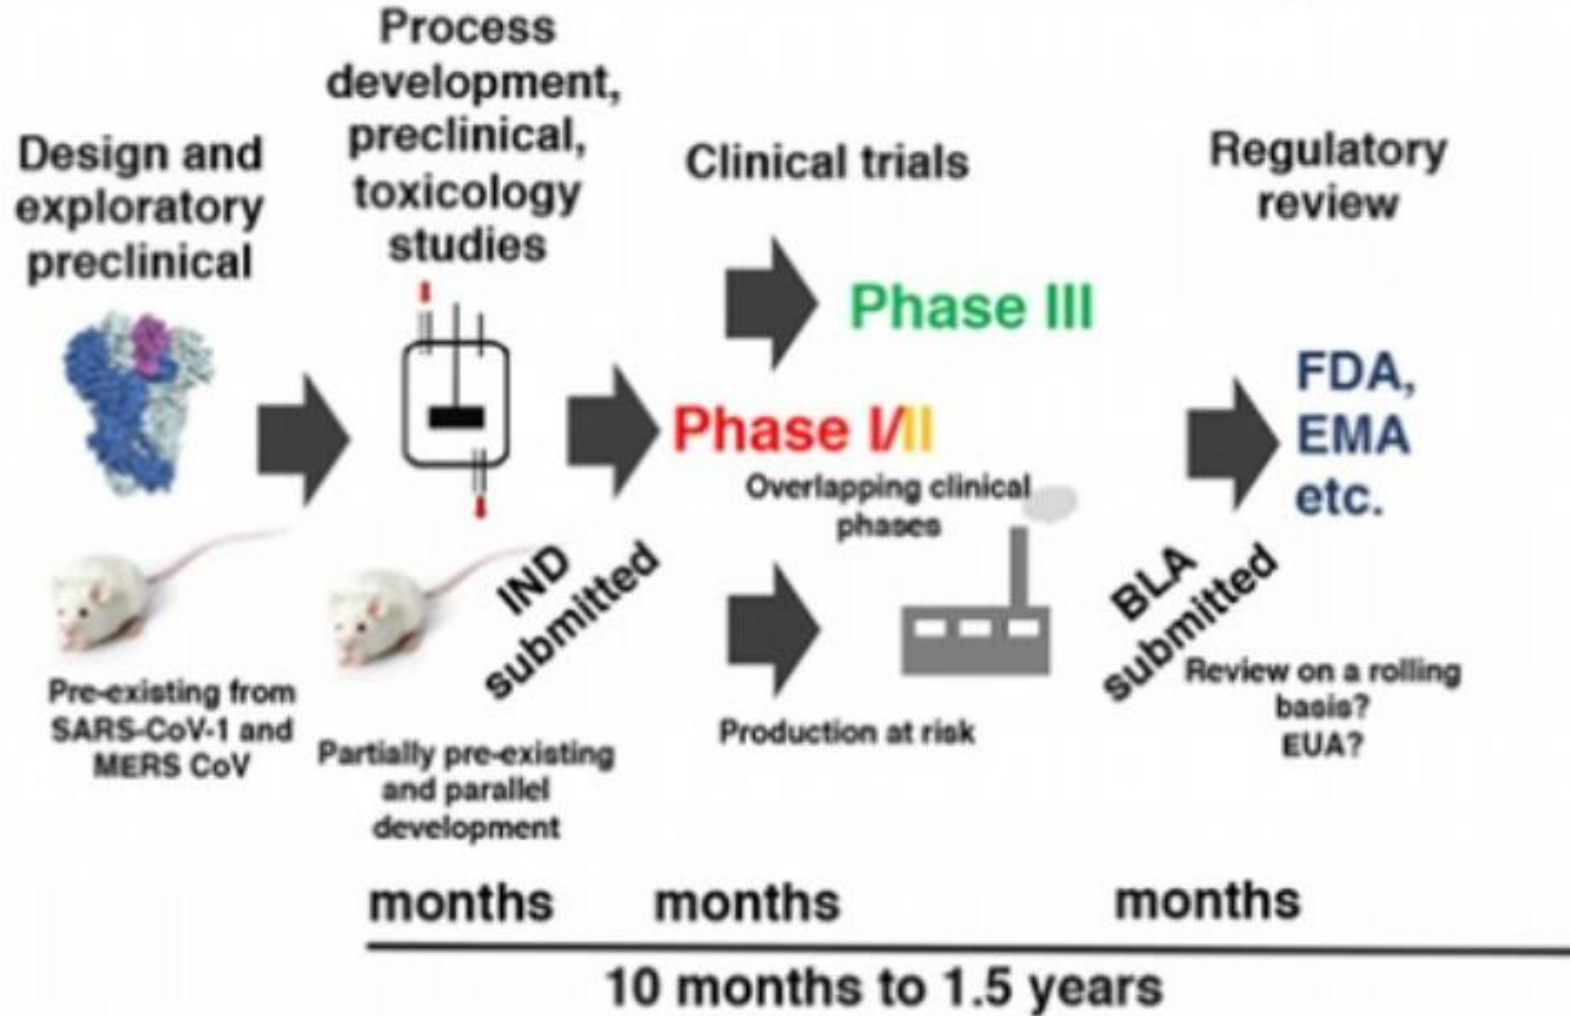 Design and
exploratory
preclinical
Pre-existing from
SARS-CoV-1 and
MERS CoV
Process
development,
preclinical,
toxicology
studies
IND
submitted
Partially pre-existing
and parallel
development
Clinical trials
Phase III
Phase I/II
Overlapping clinical
phases
Production at risk
BLA
submitted
Regulatory
review
FDA,
EMA
etc.
Review on a rolling
basis?
EUA?
months
months
months
10 months to 1.5 years